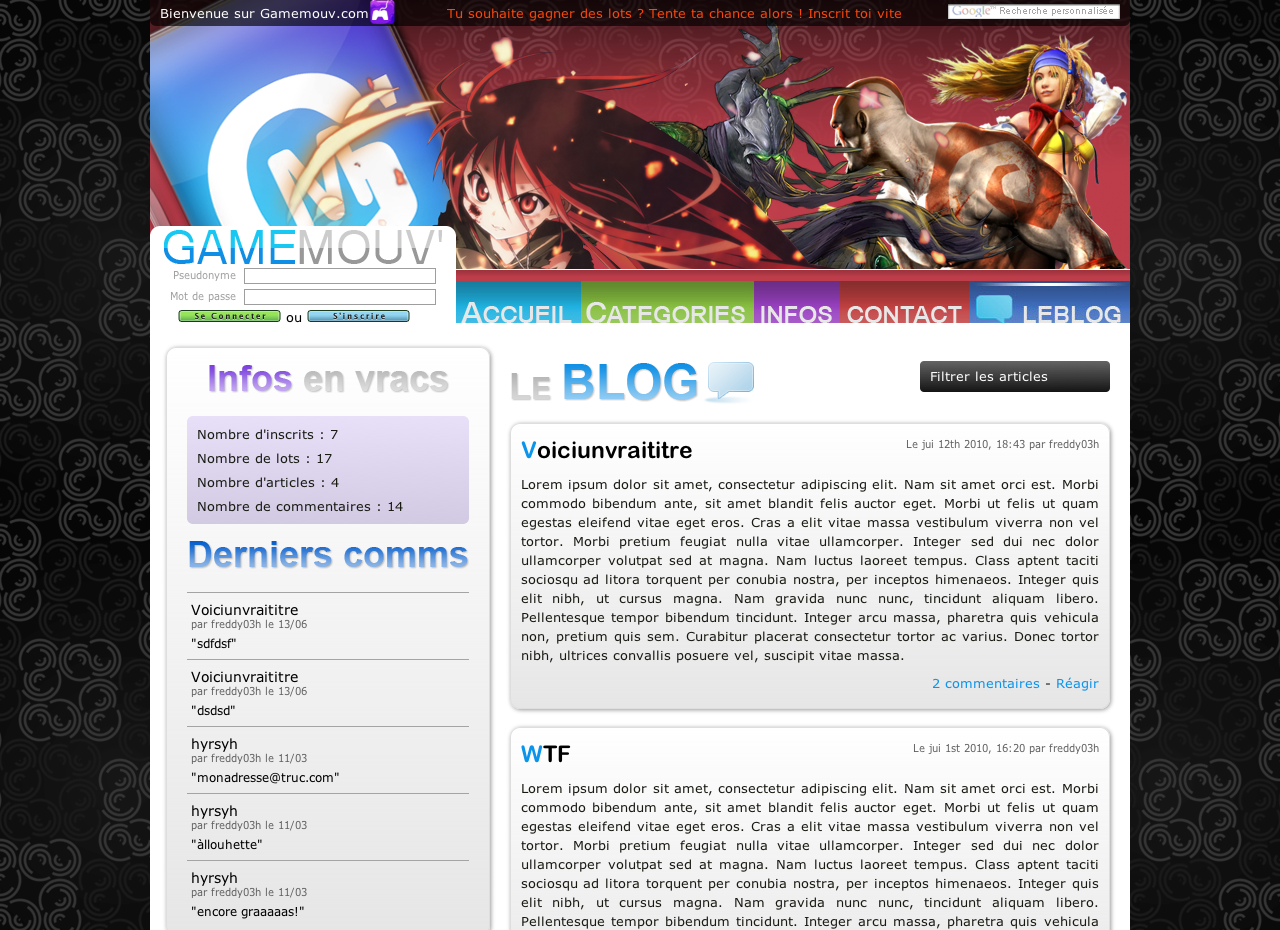 Bienvenue sur Gamemouv.com
Tu souhaite gagner des lots ? Tente ta chance alors ! Inscrit toi vite
Google Recherche personnalisée
GAMEMOUV'
Pseudonyme
Mot de passe
Se Connecter ou S'inscrire
ACCUEIL CATEGORIES INFOS CONTACT LEBLOG
Infos en vracs
Nombre d'inscrits : 7
Nombre de lots : 17
Nombre d'articles : 4
Nombre de commentaires : 14
Derniers comms
Voiciunvraititre
par freddy03h le 13/06
"sdfdsf"
Voiciunvraititre
par freddy03h le 13/06
"dsdsd"
hyrsyh
par freddy03h le 11/03
"monadresse@truc.com"
hyrsyh
par freddy03h le 11/03
"àllouhette"
hyrsyh
par freddy03h le 11/03
"encore graaaaas!"
LE BLOG
Filtrer les articles
Voiciunvraititre
Le jui 12th 2010, 18:43 par freddy03h
Lorem ipsum dolor sit amet, consectetur adipiscing elit. Nam sit amet orci est. Morbi
commodo bibendum ante, sit amet blandit felis auctor eget. Morbi ut felis ut quam
egestas eleifend vitae eget eros. Cras a elit vitae massa vestibulum viverra non vel
tortor. Morbi pretium feugiat nulla vitae ullamcorper. Integer sed dui nec dolor
ullamcorper volutpat sed at magna. Nam luctus laoreet tempus. Class aptent taciti
sociosqu ad litora torquent per conubia nostra, per inceptos himenaeos. Integer quis
elit nibh, ut cursus magna. Nam gravida nunc nunc, tincidunt aliquam libero.
Pellentesque tempor bibendum tincidunt. Integer arcu massa, pharetra quis vehicula
non, pretium quis sem. Curabitur placerat consectetur tortor ac varius. Donec tortor
nibh, ultrices convallis posuere vel, suscipit vitae massa.
2 commentaires - Réagir
WTF
Le jui 1st 2010, 16:20 par freddy03h
Lorem ipsum dolor sit amet, consectetur adipiscing elit. Nam sit amet orci est. Morbi
commodo bibendum ante, sit amet blandit felis auctor eget. Morbi ut felis ut quam
egestas eleifend vitae eget eros. Cras a elit vitae massa vestibulum viverra non vel
tortor. Morbi pretium feugiat nulla vitae ullamcorper. Integer sed dui nec dolor
ullamcorper volutpat sed at magna. Nam luctus laoreet tempus. Class aptent taciti
sociosqu ad litora torquent per conubia nostra, per inceptos himenaeos. Integer quis
elit nibh, ut cursus magna. Nam gravida nunc nunc, tincidunt aliquam libero.
Pellentesque tempor bibendum tincidunt. Integer arcu massa, pharetra quis vehicula